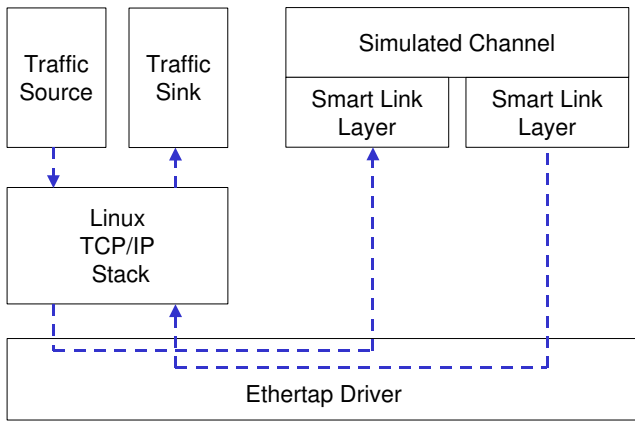 Traffic
Source
Traffic
Sink
Simulated Channel
Smart Link
Layer
Smart Link
Layer
Linux
TCP/IP
Stack
Ethertap Driver